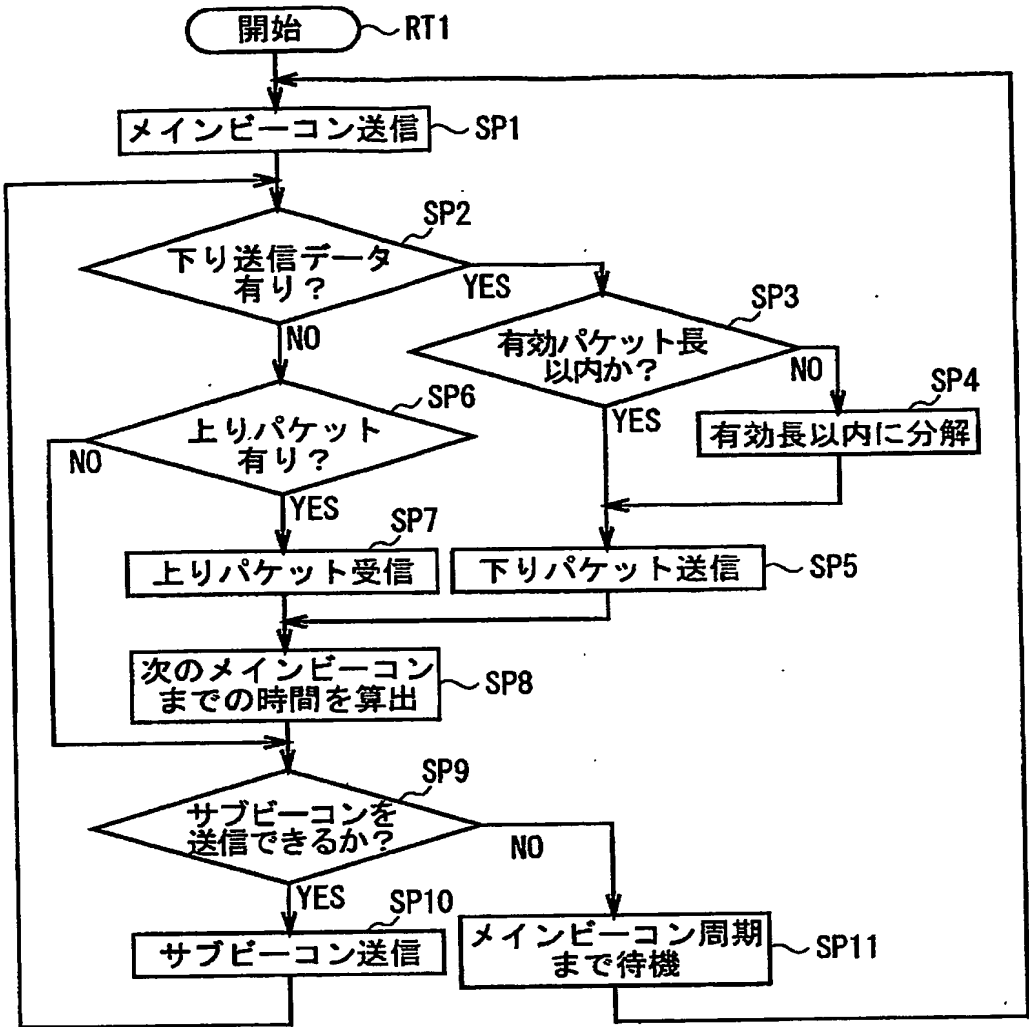 開始
RT1
メインビーコン送信
SP1
SP2
下り送信データ
有り?
YES
NO
SP3
有効パケット長
以内か?
NO
YES
SP4
有効長以内に分解
SP6
上りパケット
有り?
NO
YES
SP7
上りパケット受信
下りパケット送信
SP5
次のメインビーコン
までの時間を算出
SP8
SP9
サブビーコンを
送信できるか?
NO
YES
SP10
サブビーコン送信
メインビーコン周期
まで待機
SP11